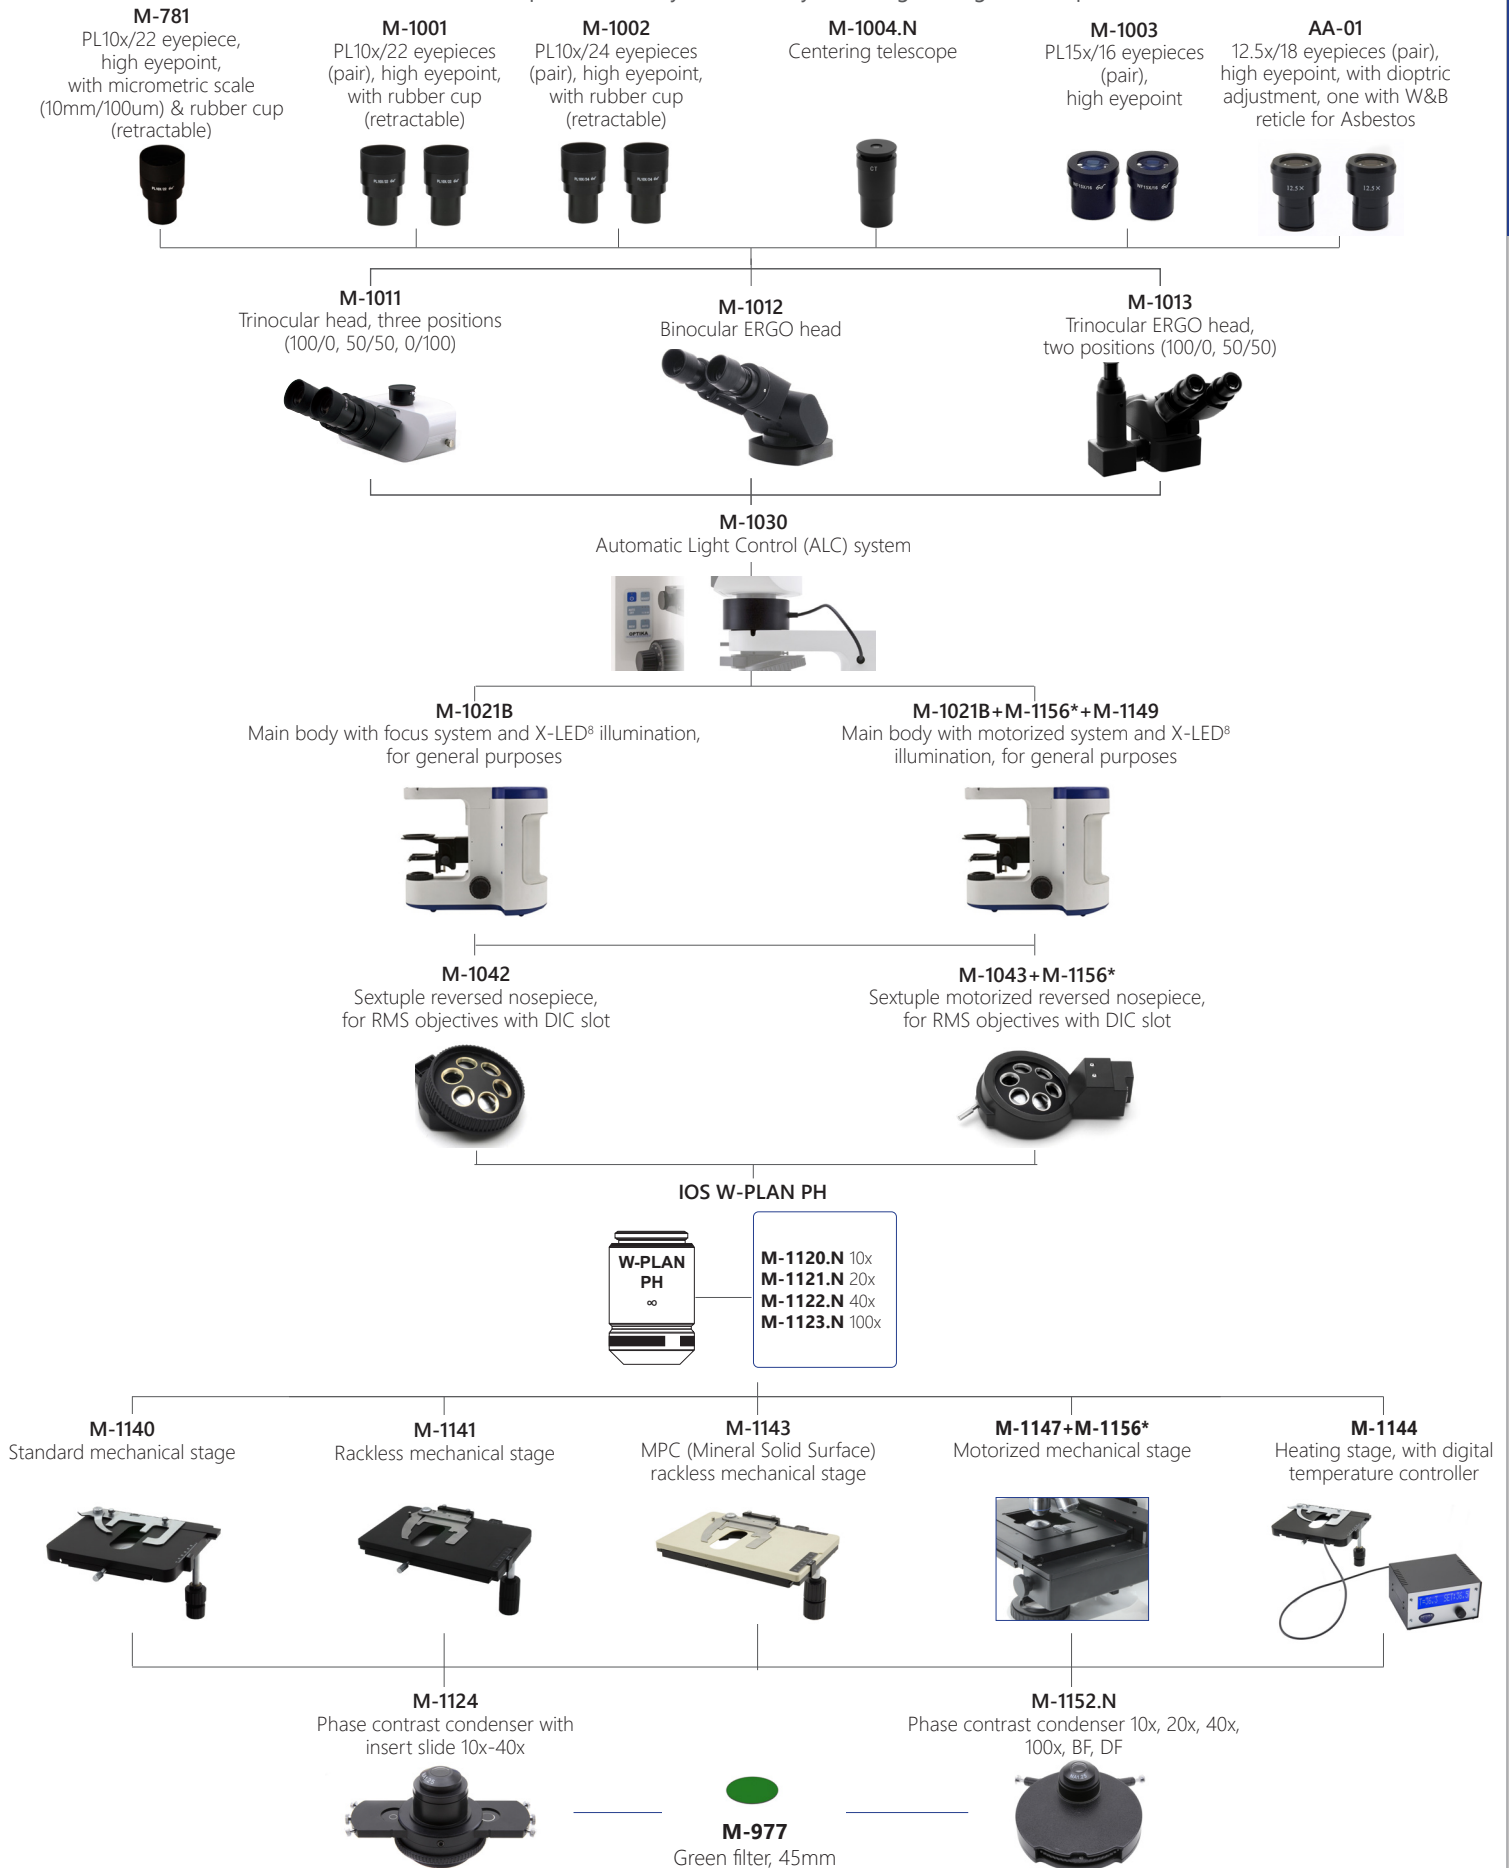 M-781
PL10x/22 eyepiece,
high eyepoint,
with micrometric scale
(10mm/100um) & rubber cup
(retractable)
M-1001
PL10x/22 eyepieces
(pair), high eyepoint,
with rubber cup
(retractable)
M-1002
PL10x/24 eyepieces
(pair), high eyepoint,
with rubber cup
(retractable)
M-1004.N
Centering telescope
M-1003
PL15x/16 eyepieces
(pair),
high eyepoint
AA-01
12.5x/18 eyepieces (pair),
high eyepoint, with dioptric
adjustment, one with W&B
reticle for Asbestos
CT
12.5×
12.5×
M-1011
Trinocular head, three positions
(100/0, 50/50, 0/100)
M-1012
Binocular ERGO head
M-1013
Trinocular ERGO head,
two positions (100/0, 50/50)
M-1030
Automatic Light Control (ALC) system
OPTIKA
M-1021B
Main body with focus system and X-LED⁸ illumination,
for general purposes
M-1021B+M-1156*+M-1149
Main body with motorized system and X-LED⁸
illumination, for general purposes
M-1042
Sextuple reversed nosepiece,
for RMS objectives with DIC slot
M-1043+M-1156*
Sextuple motorized reversed nosepiece,
for RMS objectives with DIC slot
IOS W-PLAN PH
W-PLAN
PH
∞
M-1120.N 10x
M-1121.N 20x
M-1122.N 40x
M-1123.N 100x
M-1140
Standard mechanical stage
M-1141
Rackless mechanical stage
M-1143
MPC (Mineral Solid Surface)
rackless mechanical stage
M-1147+M-1156*
Motorized mechanical stage
M-1144
Heating stage, with digital
temperature controller
M-1124
Phase contrast condenser with
insert slide 10x-40x
M-1152.N
Phase contrast condenser 10x, 20x, 40x,
100x, BF, DF
M-977
Green filter, 45mm